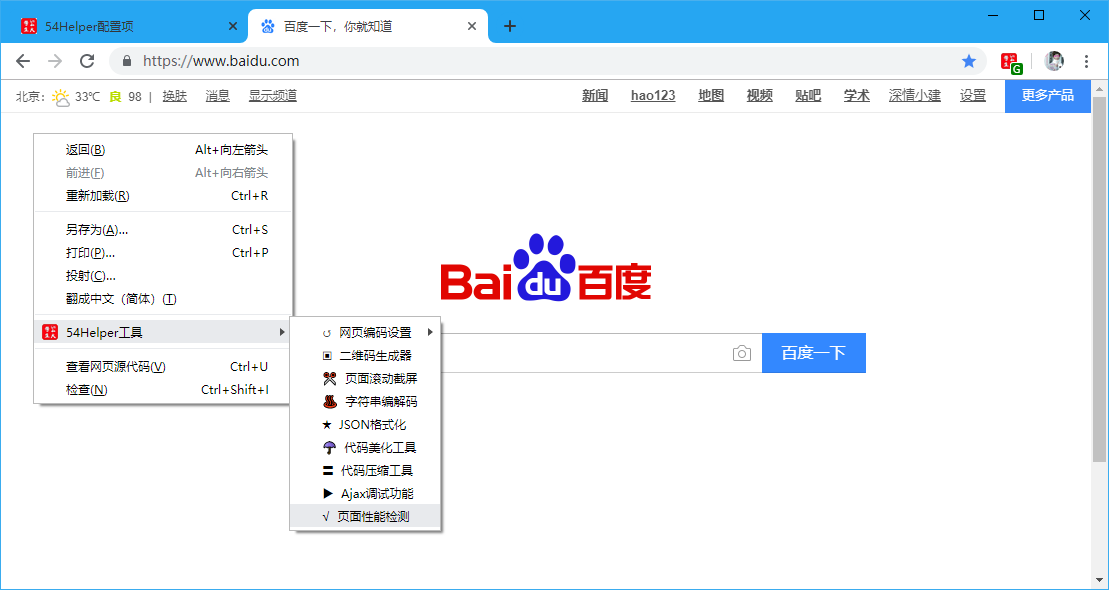 54Helper配置项
百度一下，你就知道
https://www.baidu.com
G
北京: 33℃ 良 98 | 换肤 消息 显示频道
新闻 hao123 地图 视频 贴吧 学术 深情小建 设置 更多产品
返回(B) Alt+向左箭头
前进(F) Alt+向右箭头
重新加载(R) Ctrl+R
另存为(A)... Ctrl+S
打印(P)... Ctrl+P
投射(C)...
翻成中文（简体）(T)
54Helper工具
查看网页源代码(V) Ctrl+U
检查(N) Ctrl+Shift+I
网页编码设置
二维码生成器
页面滚动截屏
字符串编解码
JSON格式化
代码美化工具
代码压缩工具
Ajax调试功能
√ 页面性能检测
Bai du 百度
百度一下